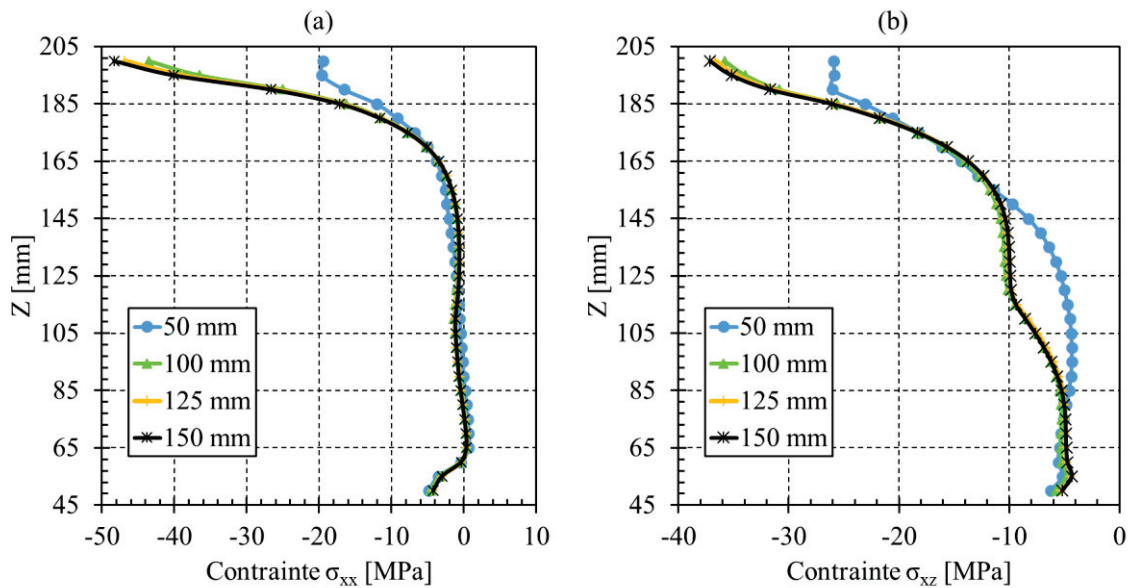 (a)
205
185
165
145
125
105
85
65
45
Z [mm]
50 mm
100 mm
125 mm
150 mm
-50 -40 -30 -20 -10 0 10
Contrainte σxx [MPa]
(b)
205
185
165
145
125
105
85
65
45
Z [mm]
50 mm
100 mm
125 mm
150 mm
-40 -30 -20 -10 0
Contrainte σxz [MPa]